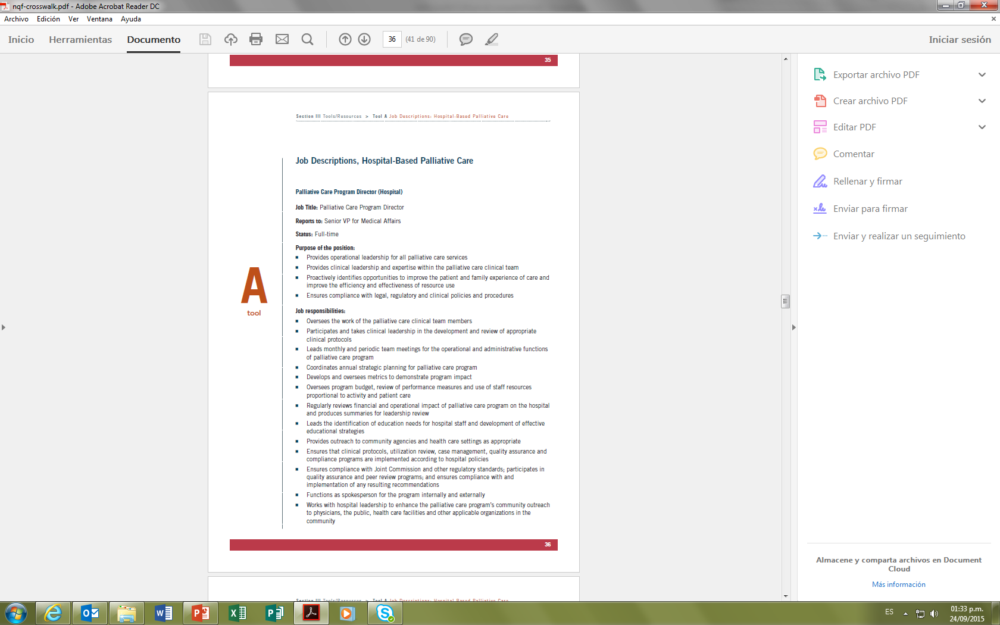 nqf-crosswalk.pdf - Adobe Acrobat Reader DC
Archivo Edición Ver Ventana Ayuda
Inicio Herramientas Documento 36 (41 de 90) Iniciar sesión
35
Section III Tools/Resources > Tool A Job Descriptions: Hospital-Based Palliative Care
Job Descriptions, Hospital-Based Palliative Care
Palliative Care Program Director (Hospital)
Job Title: Palliative Care Program Director
Reports to: Senior VP for Medical Affairs
Status: Full-time
Purpose of the position:
■ Provides operational leadership for all palliative care services
■ Provides clinical leadership and expertise within the palliative care clinical team
■ Proactively identifies opportunities to improve the patient and family experience of care and
improve the efficiency and effectiveness of resource use
■ Ensures compliance with legal, regulatory and clinical policies and procedures
A
tool
Job responsibilities:
■ Oversees the work of the palliative care clinical team members
■ Participates and takes clinical leadership in the development and review of appropriate
clinical protocols
■ Leads monthly and periodic team meetings for the operational and administrative functions
of palliative care program
■ Coordinates annual strategic planning for palliative care program
■ Develops and oversees metrics to demonstrate program impact
■ Oversees program budget, review of performance measures and use of staff resources
proportional to activity and patient care
■ Regularly reviews financial and operational impact of palliative care program on the hospital
and produces summaries for leadership review
■ Leads the identification of education needs for hospital staff and development of effective
educational strategies
■ Provides outreach to community agencies and health care settings as appropriate
■ Ensures that clinical protocols, utilization review, case management, quality assurance and
compliance programs are implemented according to hospital policies
■ Ensures compliance with Joint Commission and other regulatory standards; participates in
quality assurance and peer review programs; and ensures compliance with and
implementation of any resulting recommendations
■ Functions as spokesperson for the program internally and externally
■ Works with hospital leadership to enhance the palliative care program's community outreach
to physicians, the public, health care facilities and other applicable organizations in the
community
36
Section III Tools/Resources > Tool A Job Descriptions: Hospital-Based Palliative Care
Exportar archivo PDF
Crear archivo PDF
Editar PDF
Comentar
Rellenar y firmar
Enviar para firmar
Enviar y realizar un seguimiento
Almacene y comparta archivos en Document
Cloud
Más información
ES
01:33 p.m.
24/09/2015